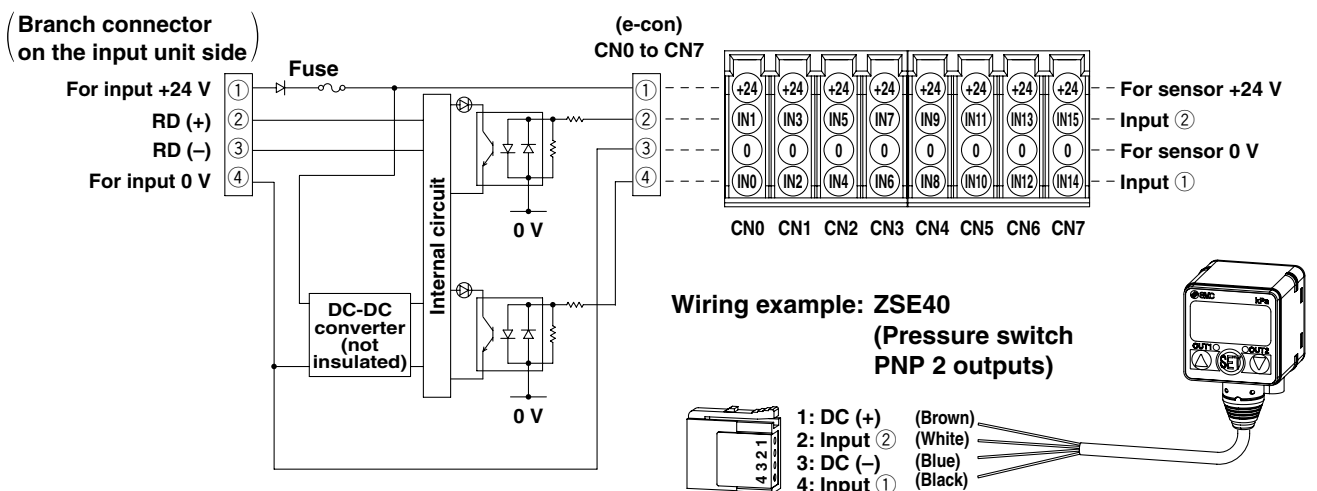 Branch connector
on the input unit side
For input +24 V
RD (+)
RD (–)
For input 0 V
①
②
③
④
Fuse
DC-DC
converter
(not
insulated)
Internal circuit
0 V
0 V
(e-con)
CN0 to CN7
①
②
③
④
+24 +24 +24 +24 +24 +24 +24 +24
IN1 IN3 IN5 IN7 IN9 IN11 IN13 IN15
0 0 0 0 0 0 0 0
IN0 IN2 IN4 IN6 IN8 IN10 IN12 IN14
CN0 CN1 CN2 CN3 CN4 CN5 CN6 CN7
For sensor +24 V
Input ②
For sensor 0 V
Input ①
Wiring example: ZSE40
(Pressure switch
PNP 2 outputs)
4 3 2 1
1: DC (+) (Brown)
2: Input ② (White)
3: DC (–) (Blue)
4: Input ① (Black)
SMC kPa
OUT1 OUT2
SET